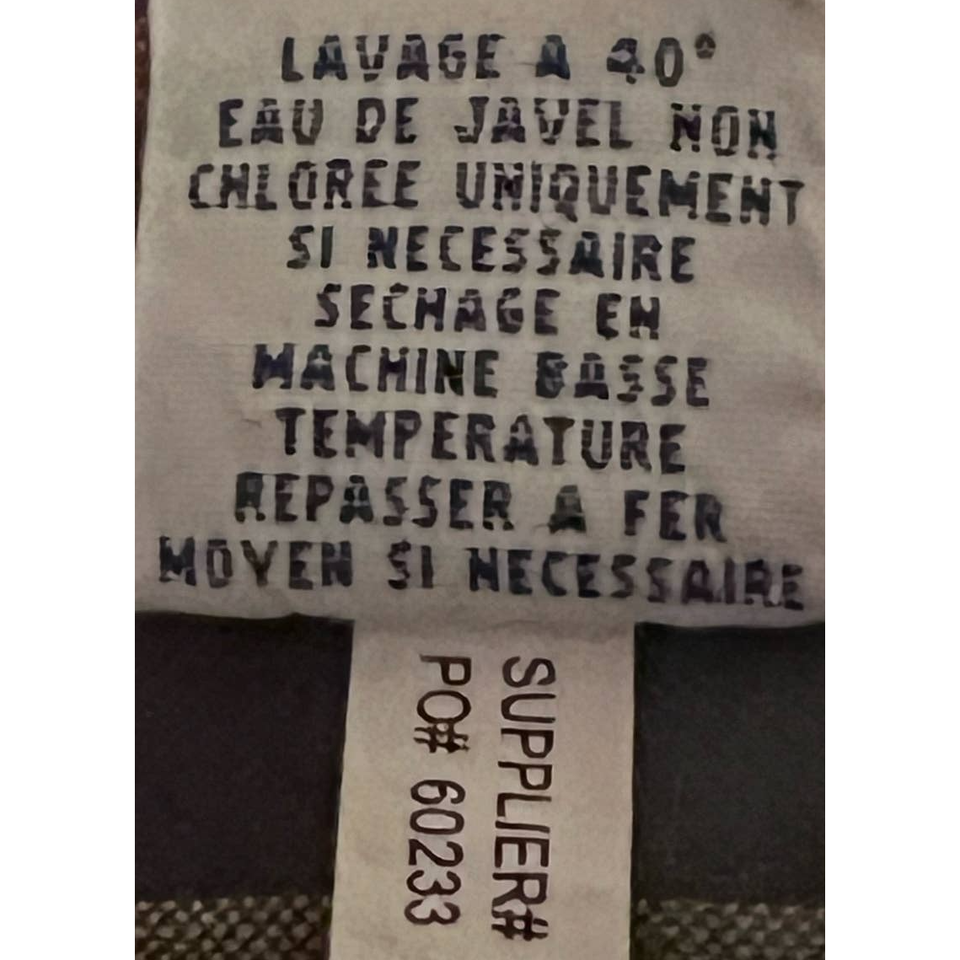 LAVAGE A 40°
EAU DE JAVEL NON
CHLOREE UNIQUEMENT
SI NECESSAIRE
SECHAGE EN
MACHINE BASSE
TEMPERATURE
REPASSER A FER
MOYEN SI NECESSAIRE
SUPPLIER#
PO# 60233